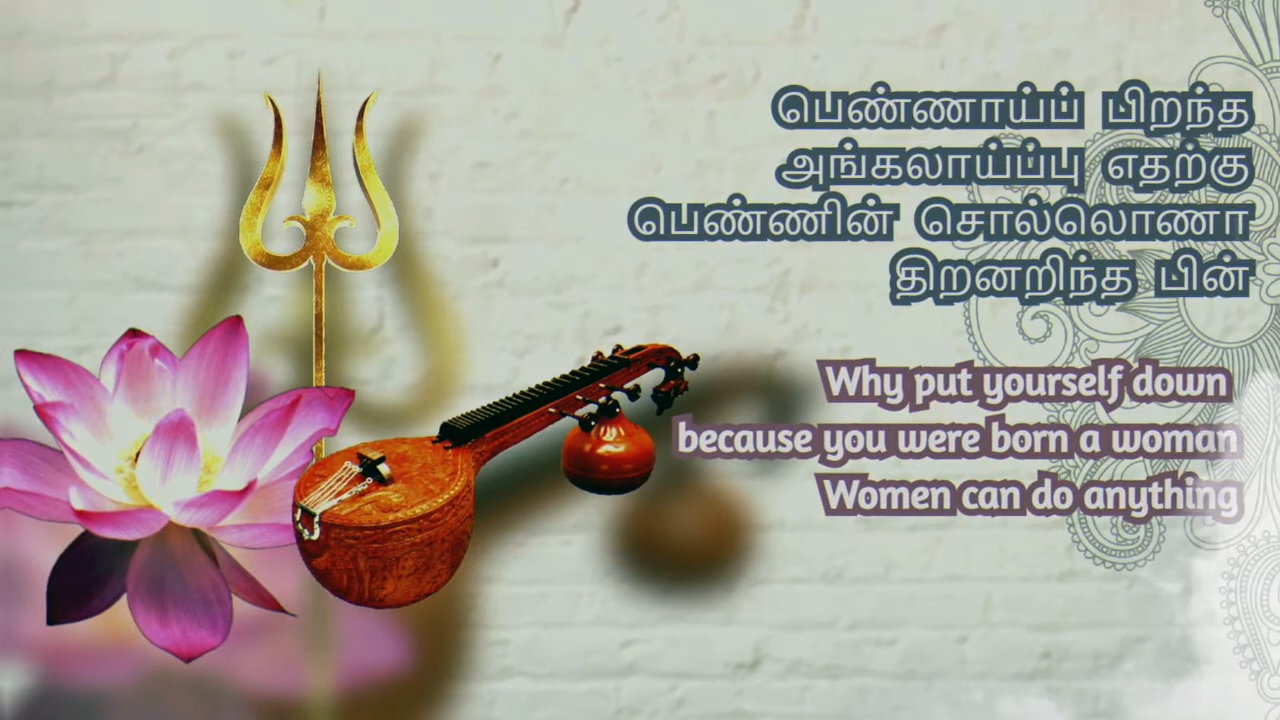 பெண்ணாய்ப் பிறந்த
அங்கலாய்ப்பு எதற்கு
பெண்ணின் சொல்லொணா
திறனறிந்த பின்
Why put yourself down
because you were born a woman
Women can do anything